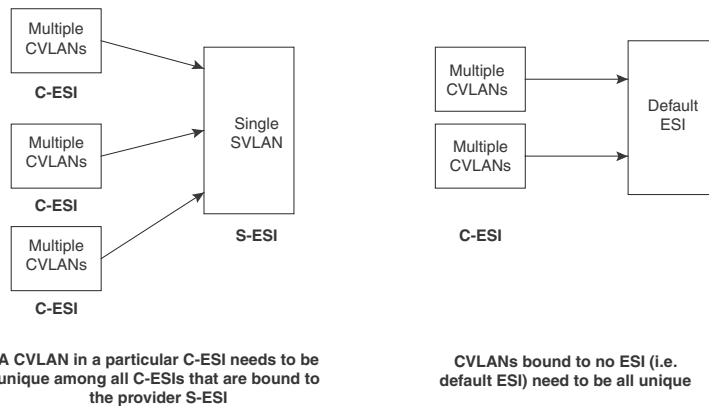 Multiple
CVLANs
C-ESI
Multiple
CVLANs
C-ESI
Multiple
CVLANs
C-ESI
Single
SVLAN
S-ESI
A CVLAN in a particular C-ESI needs to be
unique among all C-ESIs that are bound to
the provider S-ESI
Multiple
CVLANs
Multiple
CVLANs
C-ESI
Default
ESI
CVLANs bound to no ESI (i.e.
default ESI) need to be all unique